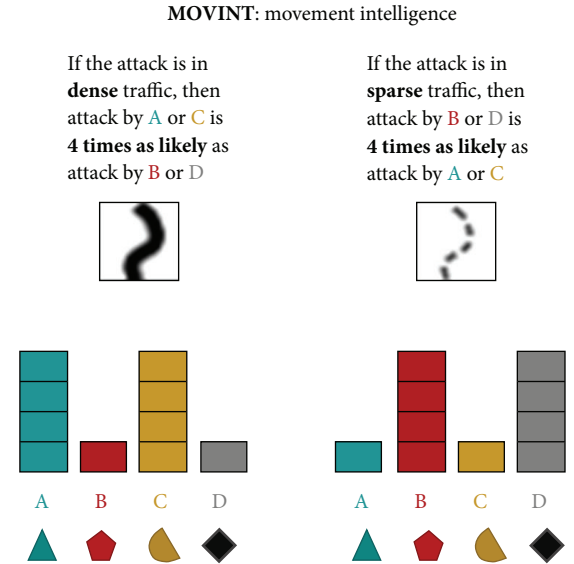 MOVINT: movement intelligence
If the attack is in
dense traffic, then
attack by A or C is
4 times as likely as
attack by B or D
If the attack is in
sparse traffic, then
attack by B or D is
4 times as likely as
attack by A or C
A B C D
A B C D